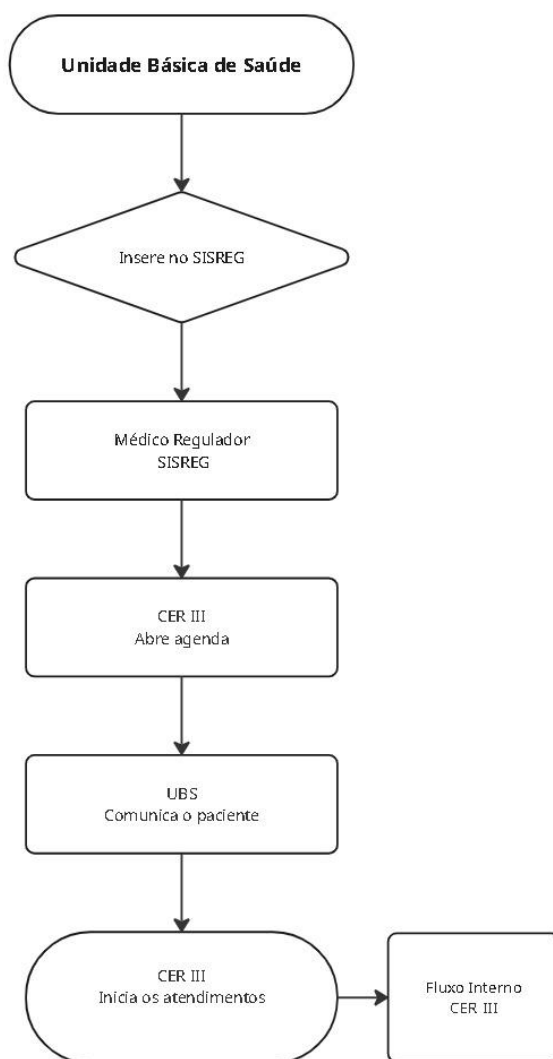 Unidade Básica de Saúde
Insere no SISREG
Médico Regulador
SISREG
CER III
Abre agenda
UBS
Comunica o paciente
CER III
Inicia os atendimentos
Fluxo Interno
CER III